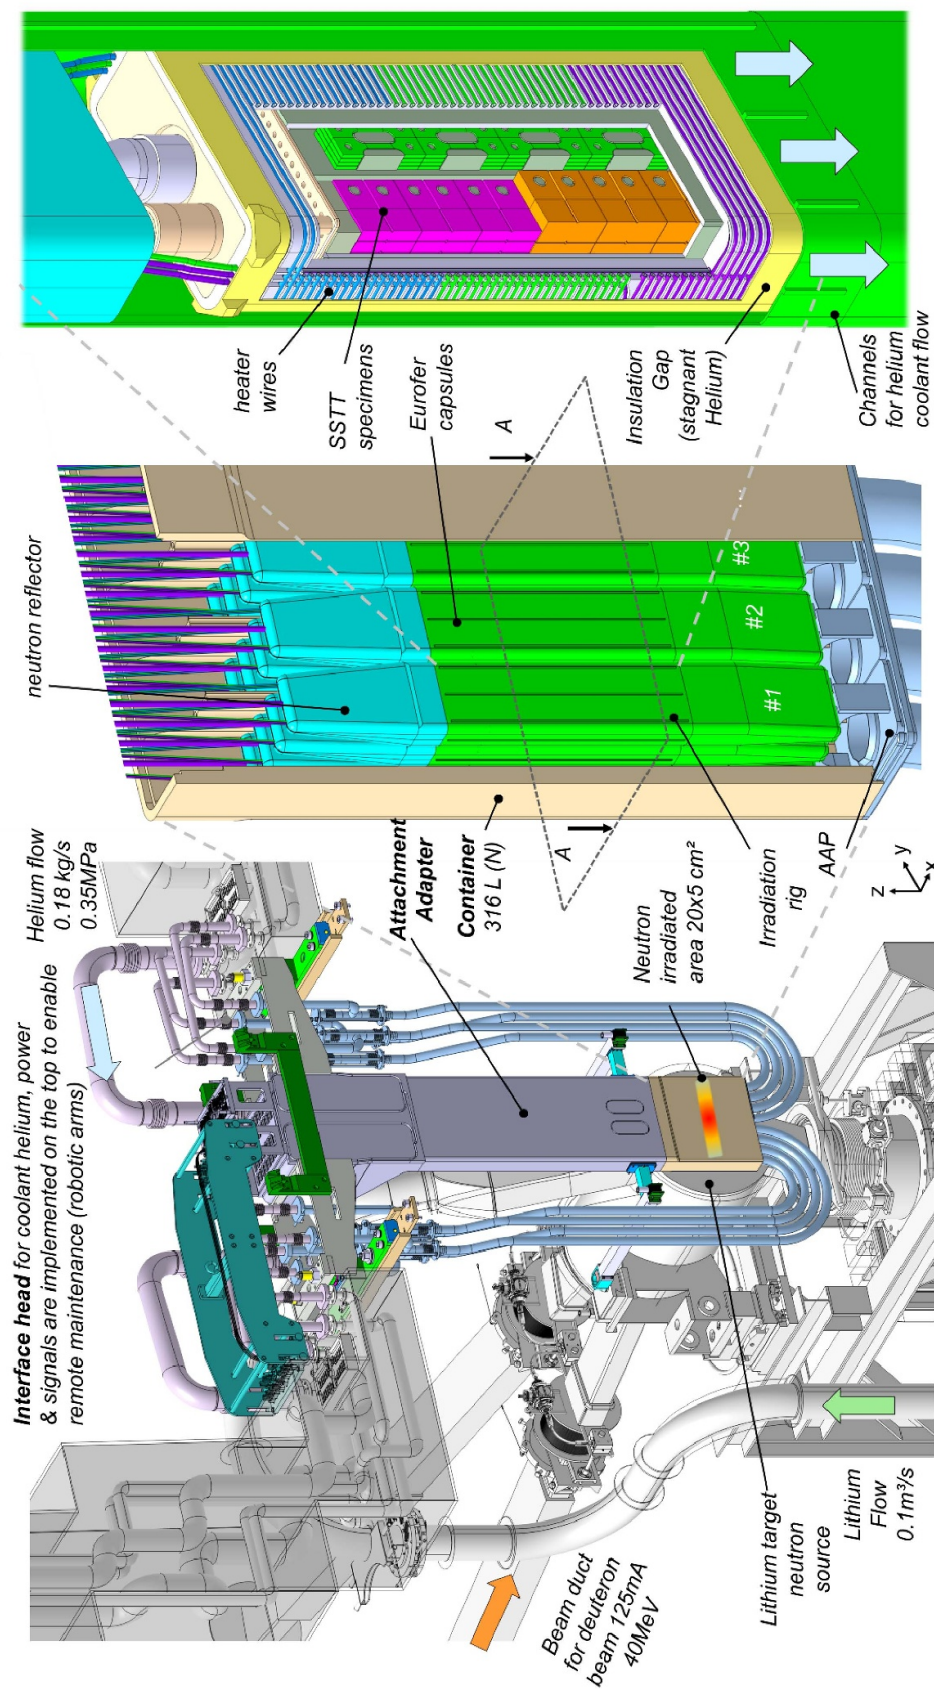 Interface head for coolant helium, power
& signals are implemented on the top to enable
remote maintenance (robotic arms)
Helium flow
0.18 kg/s
0.35MPa
Beam duct
for deuteron
beam 125mA
40MeV
Lithium target
neutron
source
Lithium
Flow
0.1m³/s
Attachment
Adapter
Container
316 L (N)
Neutron
irradiated
area 20x5 cm²
Irradiation
rig
AAP
z
y
x
neutron reflector
A
A
#1
#2
#3
heater
wires
SSTT
specimens
Eurofer
capsules
Insulation
Gap
(stagnant
Helium)
Channels
for helium
coolant flow